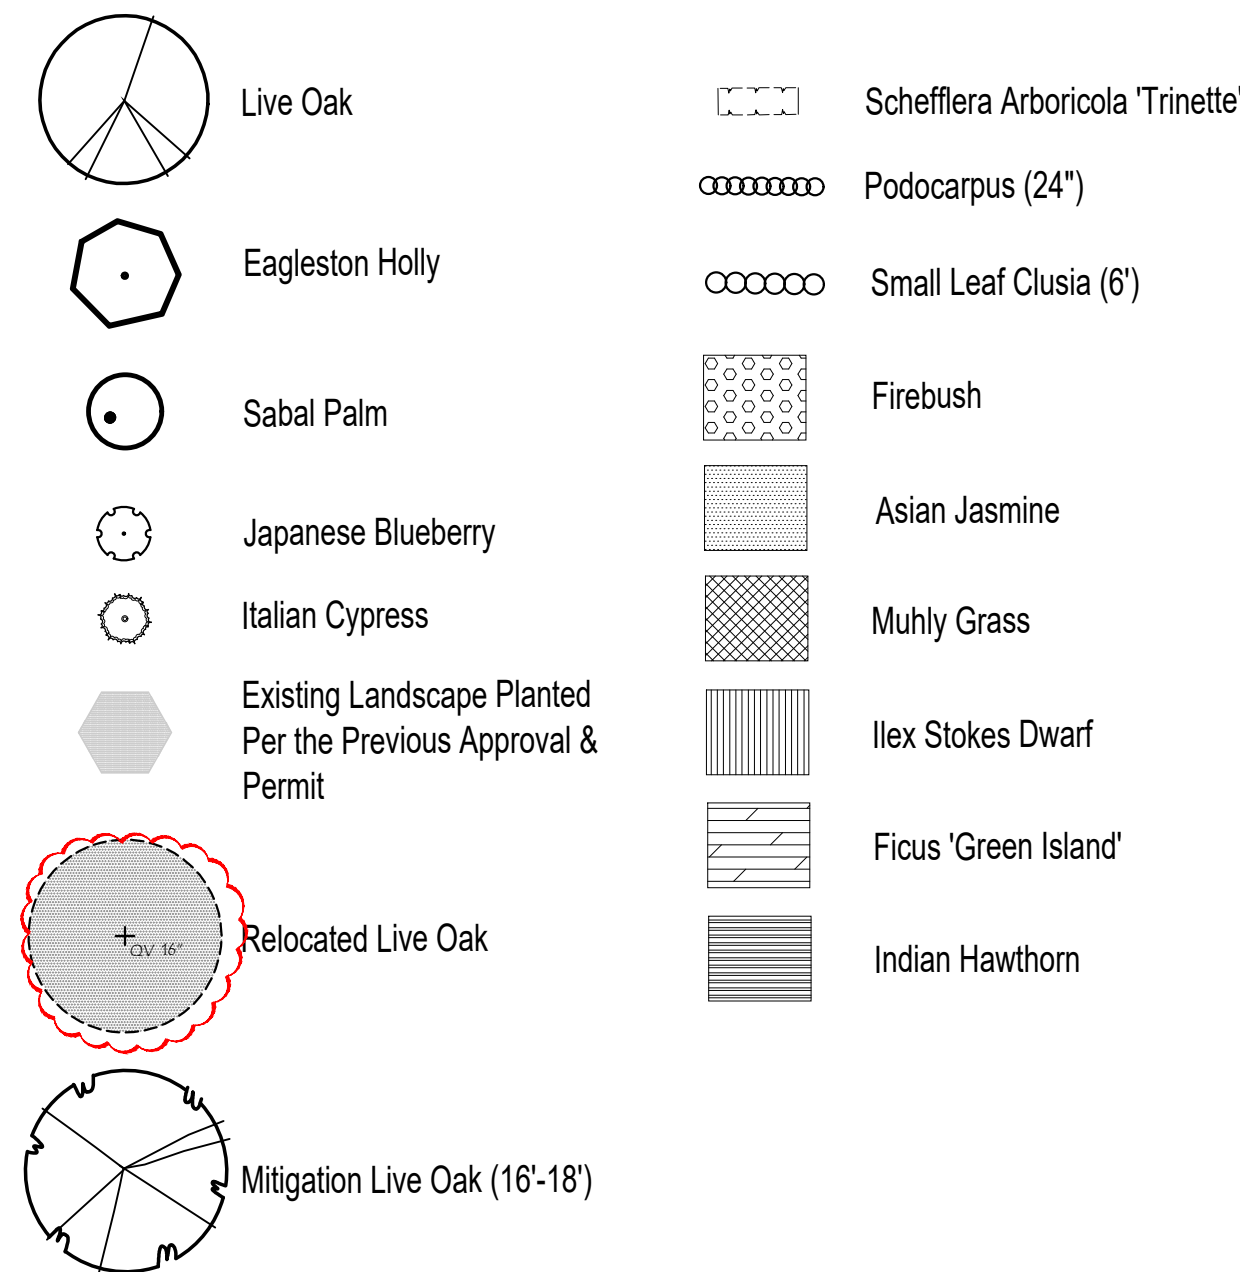 Live Oak
Eagleston Holly
Sabal Palm
Japanese Blueberry
Italian Cypress
Existing Landscape Planted
Per the Previous Approval &
Permit
QV 16"
Relocated Live Oak
Mitigation Live Oak (16'-18')
Schefflera Arboricola 'Trinette'
Podocarpus (24")
Small Leaf Clusia (6')
Firebush
Asian Jasmine
Muhly Grass
Ilex Stokes Dwarf
Ficus 'Green Island'
Indian Hawthorn